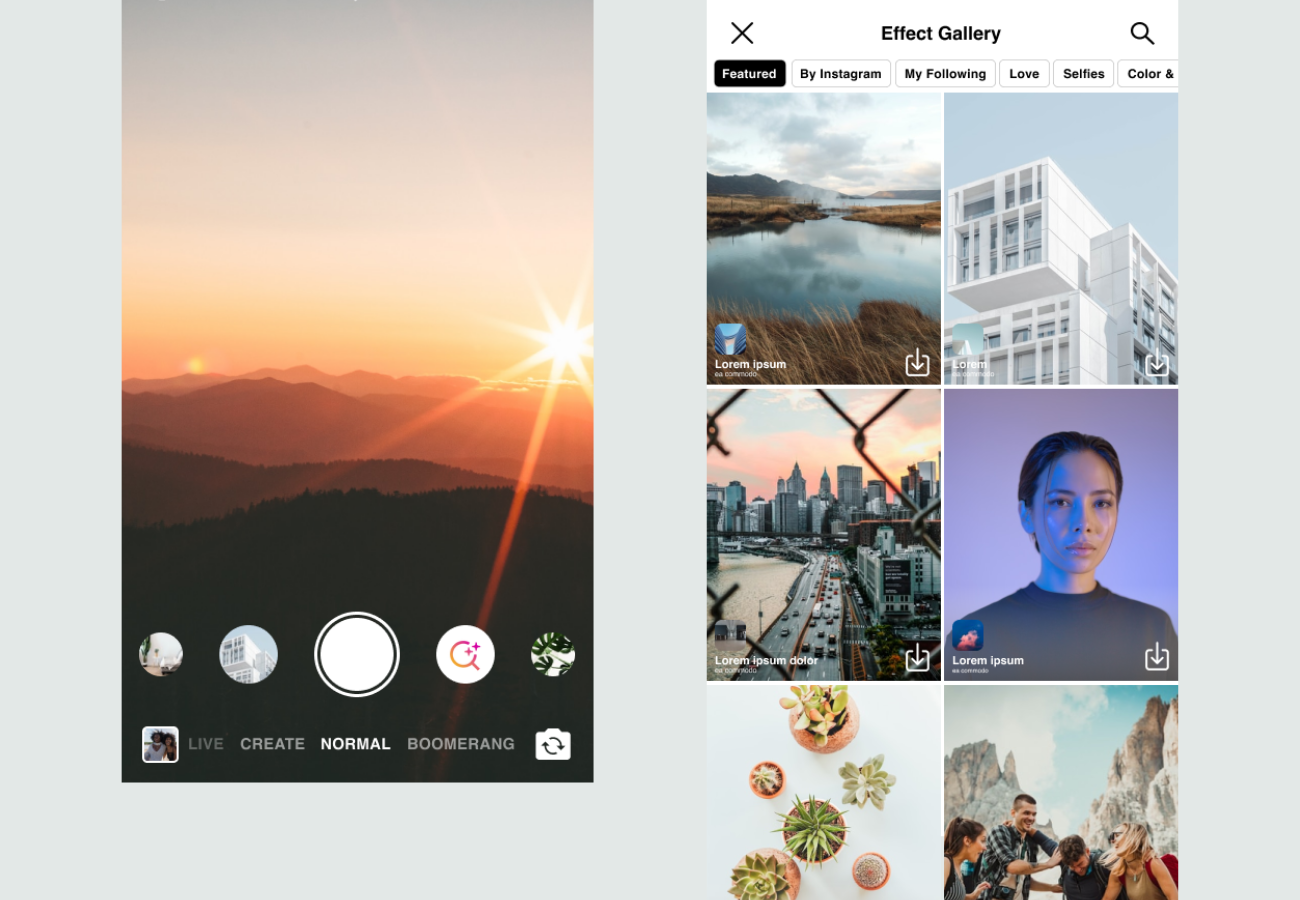 LIVE CREATE NORMAL BOOMERANG
Effect Gallery
Featured By Instagram My Following Love Selfies Color &
Lorem ipsum
ea commodo
Lorem
ea commodo
Lorem ipsum dolor
ea commodo
Lorem ipsum
ea commodo